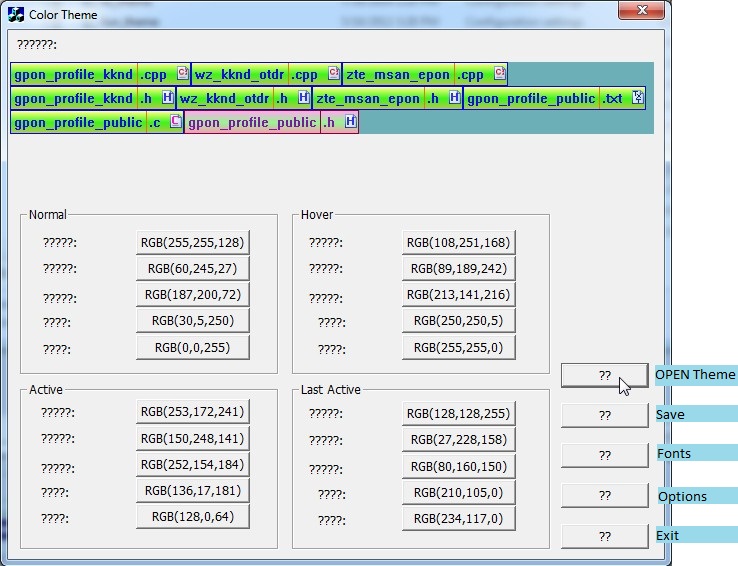 Color Theme
??????:
gpon_profile_kknd .cpp wz_kknd_otdr .cpp zte_msan_epon .cpp
gpon_profile_kknd .h wz_kknd_otdr .h zte_msan_epon .h gpon_profile_public .txt
gpon_profile_public .c gpon_profile_public .h
Normal
?????: RGB(255,255,128)
?????: RGB(60,245,27)
?????: RGB(187,200,72)
????: RGB(30,5,250)
????: RGB(0,0,255)
Hover
?????: RGB(108,251,168)
?????: RGB(89,189,242)
?????: RGB(213,141,216)
????: RGB(250,250,5)
????: RGB(255,255,0)
Active
?????: RGB(253,172,241)
?????: RGB(150,248,141)
?????: RGB(252,154,184)
????: RGB(136,17,181)
????: RGB(128,0,64)
Last Active
?????: RGB(128,128,255)
?????: RGB(27,228,158)
?????: RGB(80,160,150)
????: RGB(210,105,0)
????: RGB(234,117,0)
?? OPEN Theme
?? Save
?? Fonts
?? Options
?? Exit